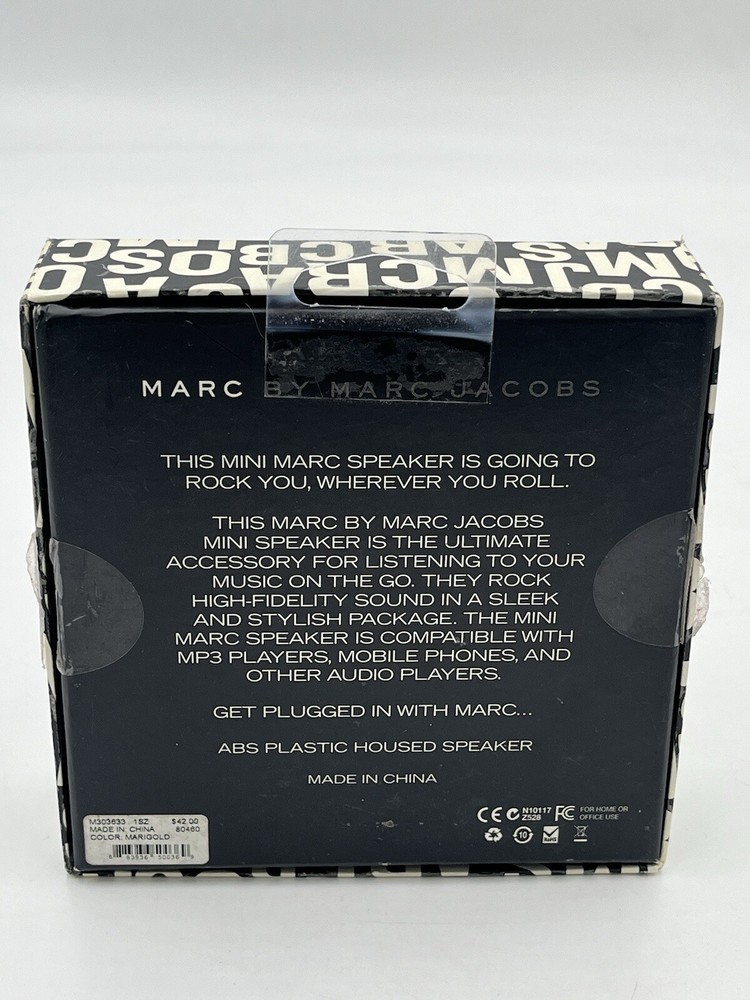 MARC BY MARC JACOBS
THIS MINI MARC SPEAKER IS GOING TO
ROCK YOU, WHEREVER YOU ROLL.
THIS MARC BY MARC JACOBS
MINI SPEAKER IS THE ULTIMATE
ACCESSORY FOR LISTENING TO YOUR
MUSIC ON THE GO. THEY ROCK
HIGH-FIDELITY SOUND IN A SLEEK
AND STYLISH PACKAGE. THE MINI
MARC SPEAKER IS COMPATIBLE WITH
MP3 PLAYERS, MOBILE PHONES, AND
OTHER AUDIO PLAYERS.
GET PLUGGED IN WITH MARC...
ABS PLASTIC HOUSED SPEAKER
MADE IN CHINA
M303633 1SZ $42.00
MADE IN: CHINA 80460
COLOR: MARIGOLD
CE N10117 FC FOR HOME OR
Z528 OFFICE USE
10 RoHS